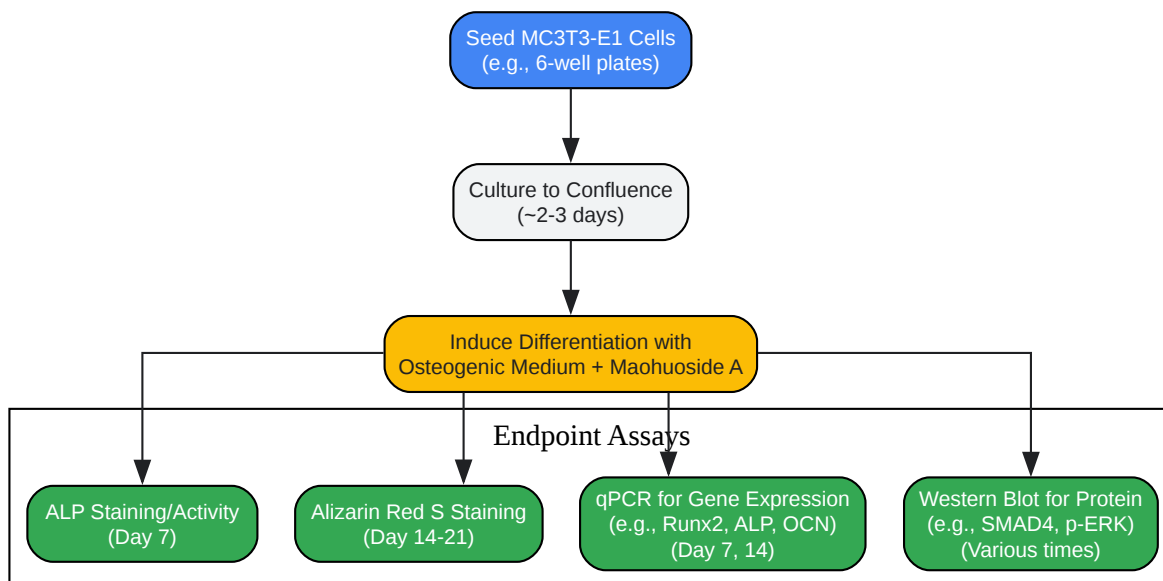 Seed MC3T3-E1 Cells
(e.g., 6-well plates)
Culture to Confluence
(~2-3 days)
Induce Differentiation with
Osteogenic Medium + Maohuoside A
Endpoint Assays
ALP Staining/Activity
(Day 7)
Alizarin Red S Staining
(Day 14-21)
qPCR for Gene Expression
(e.g., Runx2, ALP, OCN)
(Day 7, 14)
Western Blot for Protein
(e.g., SMAD4, p-ERK)
(Various times)